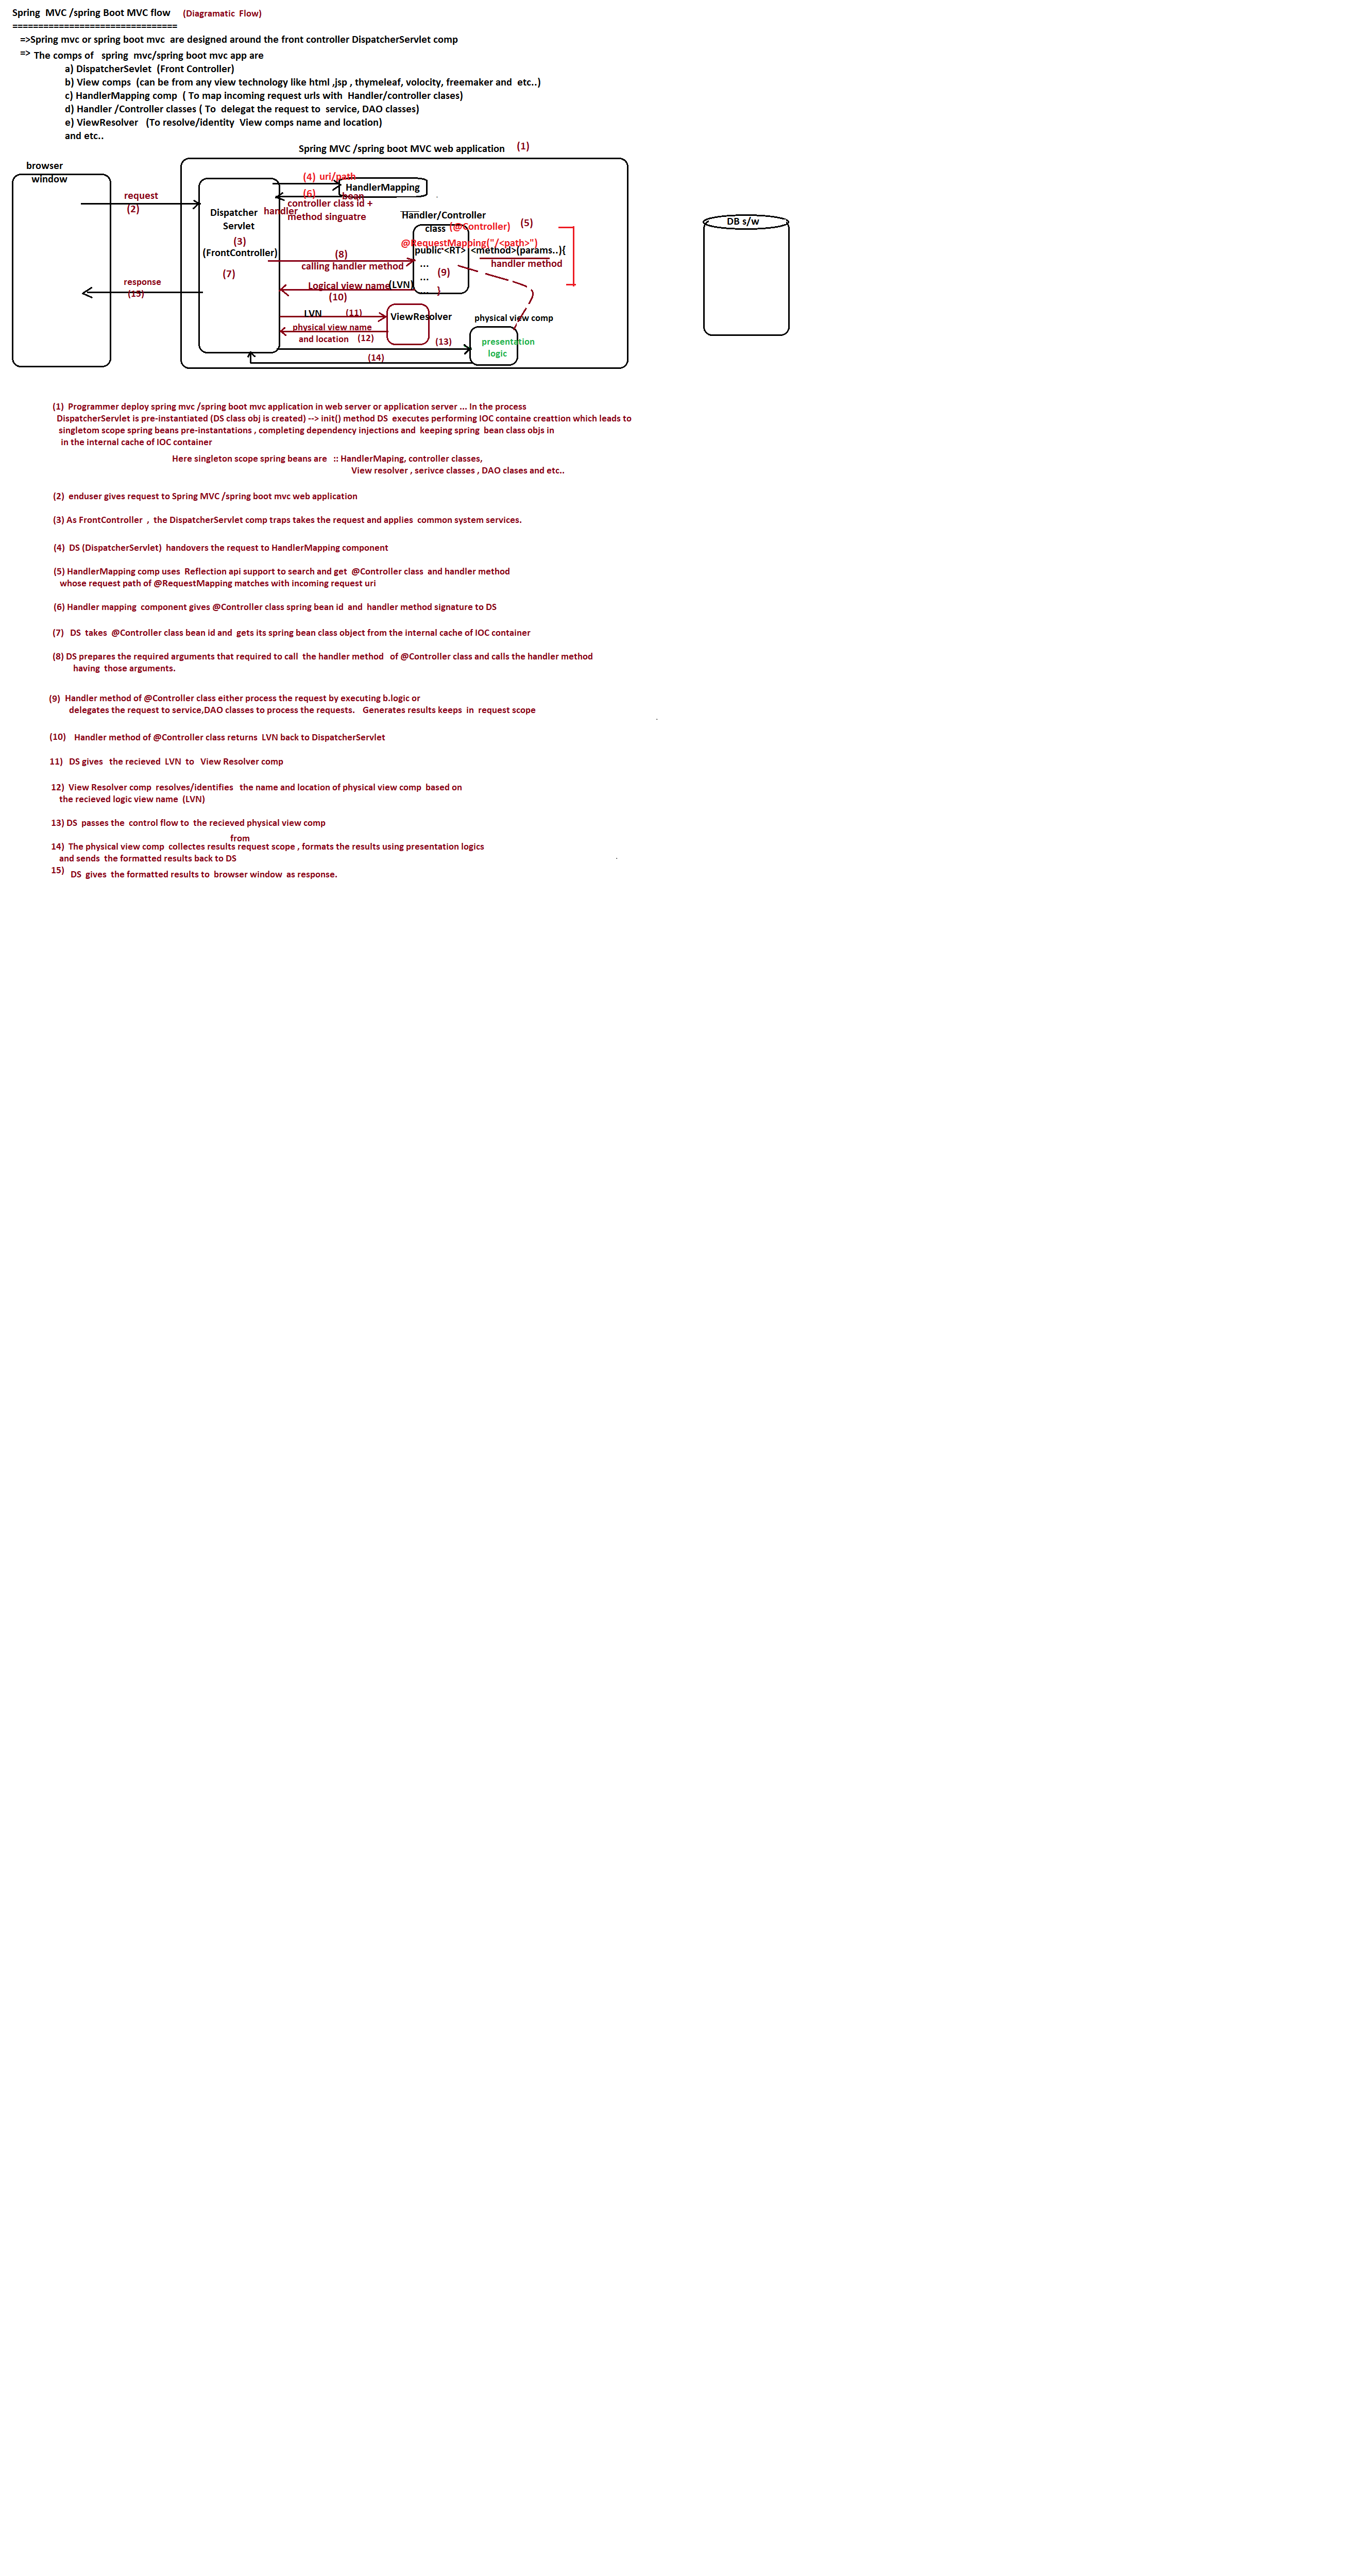 Spring MVC /spring Boot MVC flow (Diagramatic Flow)
================================
=>Spring mvc or spring boot mvc are designed around the front controller DispatcherServlet comp
=> The comps of spring mvc/spring boot mvc app are
a) DispatcherSevlet (Front Controller)
b) View comps (can be from any view technology like html ,jsp , thymeleaf, volocity, freemaker and etc..)
c) HandlerMapping comp ( To map incoming request urls with Handler/controller clases)
d) Handler /Controller classes ( To delegat the request to service, DAO classes)
e) ViewResolver (To resolve/identity View comps name and location)
and etc..
Spring MVC /spring boot MVC web application (1)
browser
window
request
(2)
Dispatcher
Servlet
(3)
(FrontController)
(7)
response
(15)
(4) uri/path
HandlerMapping
(6) bean
handler controller class id +
method singuatre
Handler/Controller
class (@Controller) (5)
@RequestMapping("/<path>")
public <RT> <method>(params..){
handler method
...
...
... }
(9)
(8)
calling handler method
Logical view name(LVN)
(10)
LVN (11)
ViewResolver
physical view name
and location (12)
physical view comp
presentation
logic
(13)
(14)
DB s/w
(1) Programmer deploy spring mvc /spring boot mvc application in web server or application server ... In the process
DispatcherServlet is pre-instantiated (DS class obj is created) --> init() method DS executes performing IOC containe creattion which leads to
singletom scope spring beans pre-instantations , completing dependency injections and keeping spring bean class objs in
in the internal cache of IOC container
Here singleton scope spring beans are :: HandlerMaping, controller classes,
View resolver , serivce classes , DAO clases and etc..
(2) enduser gives request to Spring MVC /spring boot mvc web application
(3) As FrontController , the DispatcherServlet comp traps takes the request and applies common system services.
(4) DS (DispatcherServlet) handovers the request to HandlerMapping component
(5) HandlerMapping comp uses Reflection api support to search and get @Controller class and handler method
whose request path of @RequestMapping matches with incoming request uri
(6) Handler mapping component gives @Controller class spring bean id and handler method signature to DS
(7) DS takes @Controller class bean id and gets its spring bean class object from the internal cache of IOC container
(8) DS prepares the required arguments that required to call the handler method of @Controller class and calls the handler method
having those arguments.
(9) Handler method of @Controller class either process the request by executing b.logic or
delegates the request to service,DAO classes to process the requests. Generates results keeps in request scope
(10) Handler method of @Controller class returns LVN back to DispatcherServlet
11) DS gives the recieved LVN to View Resolver comp
12) View Resolver comp resolves/identifies the name and location of physical view comp based on
the recieved logic view name (LVN)
13) DS passes the control flow to the recieved physical view comp
from
14) The physical view comp collectes results request scope , formats the results using presentation logics
and sends the formatted results back to DS
15) DS gives the formatted results to browser window as response.